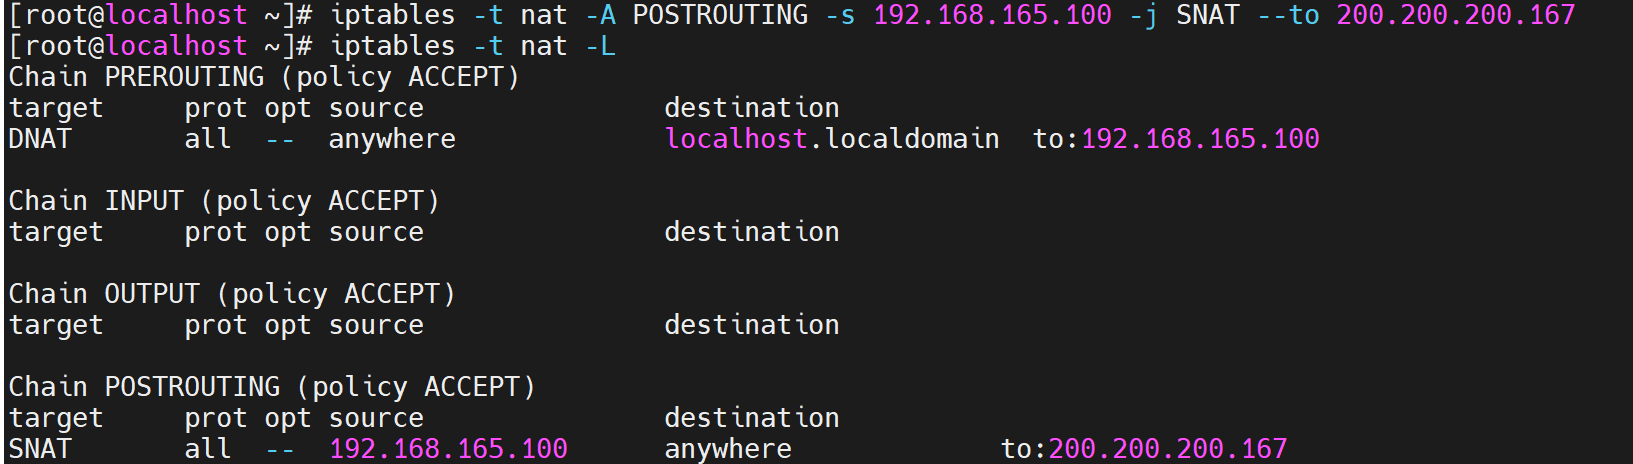 [root@localhost ~]# iptables -t nat -A POSTROUTING -s 192.168.165.100 -j SNAT --to 200.200.200.167
[root@localhost ~]# iptables -t nat -L
Chain PREROUTING (policy ACCEPT)
target     prot opt source               destination
DNAT       all  --  anywhere             localhost.localdomain  to:192.168.165.100

Chain INPUT (policy ACCEPT)
target     prot opt source               destination

Chain OUTPUT (policy ACCEPT)
target     prot opt source               destination

Chain POSTROUTING (policy ACCEPT)
target     prot opt source               destination
SNAT       all  --  192.168.165.100      anywhere             to:200.200.200.167